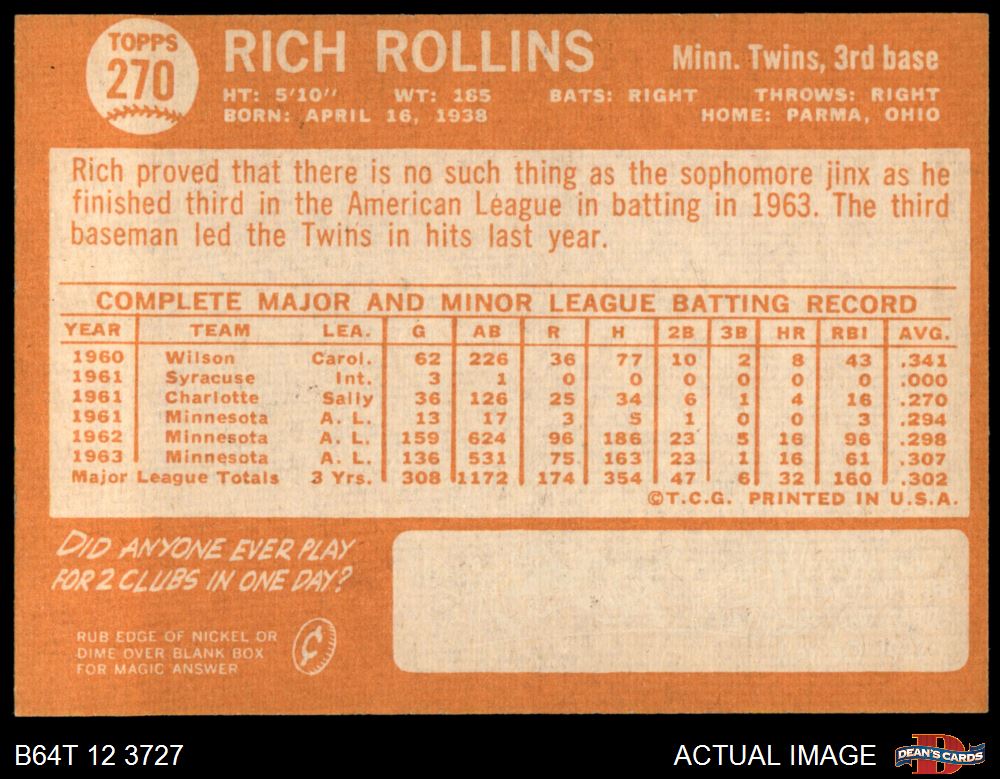 TOPPS
270
RICH ROLLINS
Minn. Twins, 3rd base
HT: 5'10" WT: 185 BATS: RIGHT THROWS: RIGHT
BORN: APRIL 16, 1938 HOME: PARMA, OHIO
Rich proved that there is no such thing as the sophomore jinx as he
finished third in the American League in batting in 1963. The third
baseman led the Twins in hits last year.
COMPLETE MAJOR AND MINOR LEAGUE BATTING RECORD
YEAR TEAM LEA. G AB R H 2B 3B HR RBI AVG.
1960 Wilson Carol. 62 226 36 77 10 2 8 43 .341
1961 Syracuse Int. 3 1 0 0 0 0 0 0 .000
1961 Charlotte Sally 36 126 25 34 6 1 4 16 .270
1961 Minnesota A. L. 13 17 3 5 1 0 0 3 .294
1962 Minnesota A. L. 159 624 96 186 23 5 16 96 .298
1963 Minnesota A. L. 136 531 75 163 23 1 16 61 .307
Major League Totals 3 Yrs. 308 1172 174 354 47 6 32 160 .302
©T.C.G. PRINTED IN U.S.A.
DID ANYONE EVER PLAY
FOR 2 CLUBS IN ONE DAY?
RUB EDGE OF NICKEL OR
DIME OVER BLANK BOX
FOR MAGIC ANSWER
¢
B64T 12 3727
ACTUAL IMAGE
D
DEAN'S CARDS